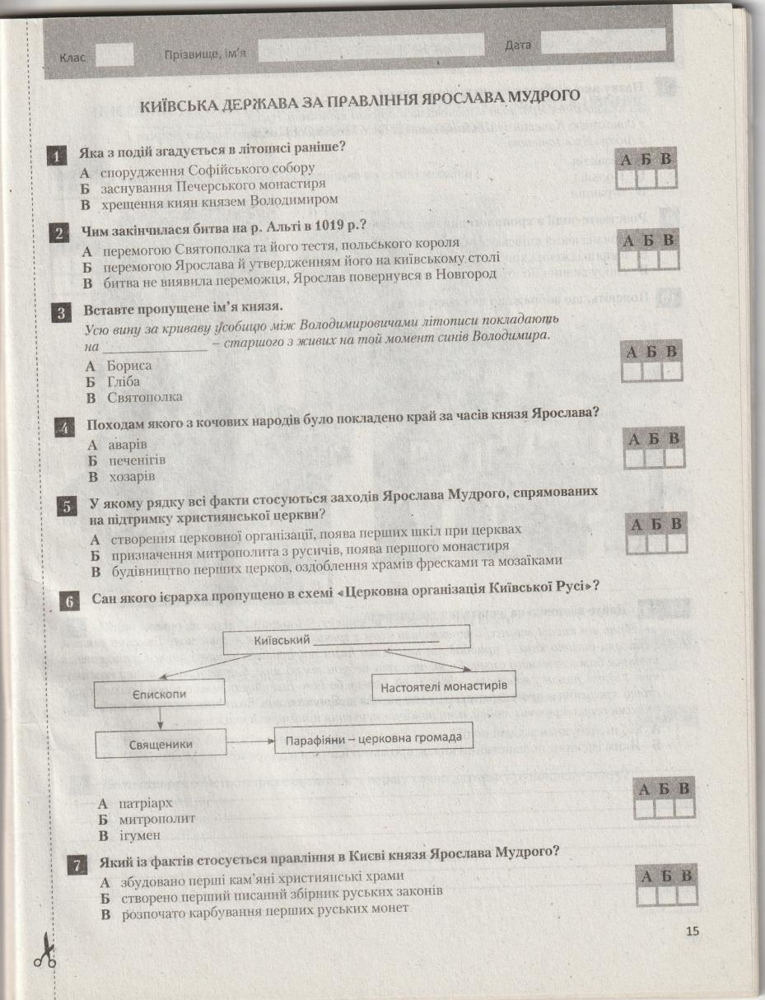 Клас
Прізвище, ім’я
Дата
КИЇВСЬКА ДЕРЖАВА ЗА ПРАВЛІННЯ ЯРОСЛАВА МУДРОГО
1 Яка з подій згадується в літописі раніше?
А Б В
А спорудження Софійського собору
Б заснування Печерського монастиря
В хрещення киян князем Володимиром
2 Чим закінчилася битва на р. Альті в 1019 р.?
А Б В
А перемогою Святополка та його тестя, польського короля
Б перемогою Ярослава й утвердженням його на київському столі
В битва не виявила переможця, Ярослав повернувся в Новгород
3 Вставте пропущене ім’я князя.
Усю вину за криваву усобицю між Володимировичами літописи покладають
на _______________ – старшого з живих на той момент синів Володимира.
А Б В
А Бориса
Б Гліба
В Святополка
4 Походам якого з кочових народів було покладено край за часів князя Ярослава?
А Б В
А аварів
Б печенігів
В хозарів
5 У якому рядку всі факти стосуються заходів Ярослава Мудрого, спрямованих
на підтримку християнської церкви?
А Б В
А створення церковної організації, поява перших шкіл при церквах
Б призначення митрополита з русичів, поява першого монастиря
В будівництво перших церков, оздоблення храмів фресками та мозаїками
6 Сан якого ієрарха пропущено в схемі «Церковна організація Київської Русі»?
Київський _______________
Єпископи
Настоятелі монастирів
Священики
Парафіяни – церковна громада
А Б В
А патріарх
Б митрополит
В ігумен
7 Який із фактів стосується правління в Києві князя Ярослава Мудрого?
А Б В
А збудовано перші кам’яні християнські храми
Б створено перший писаний збірник руських законів
В розпочато карбування перших руських монет
15